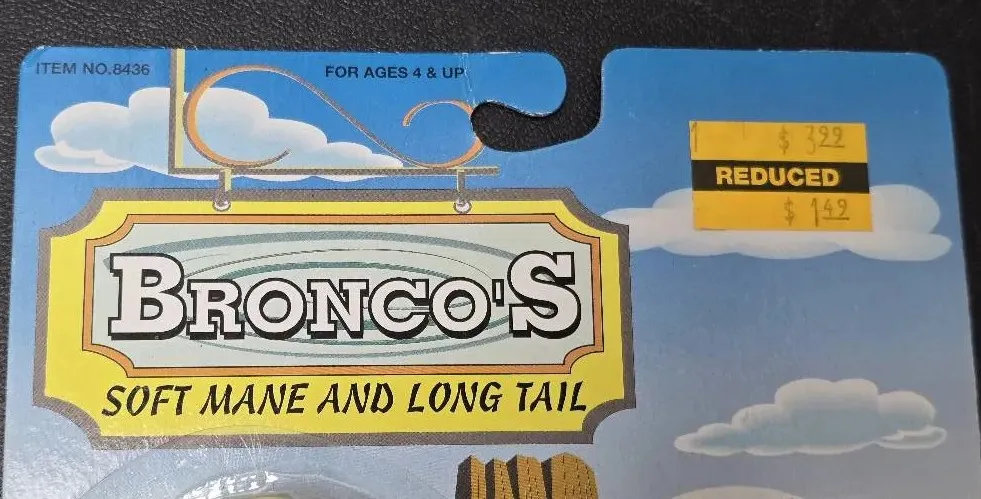 ITEM NO.8436
FOR AGES 4 & UP
$ 3.99
REDUCED
$ 1.49
BRONCO'S
SOFT MANE AND LONG TAIL